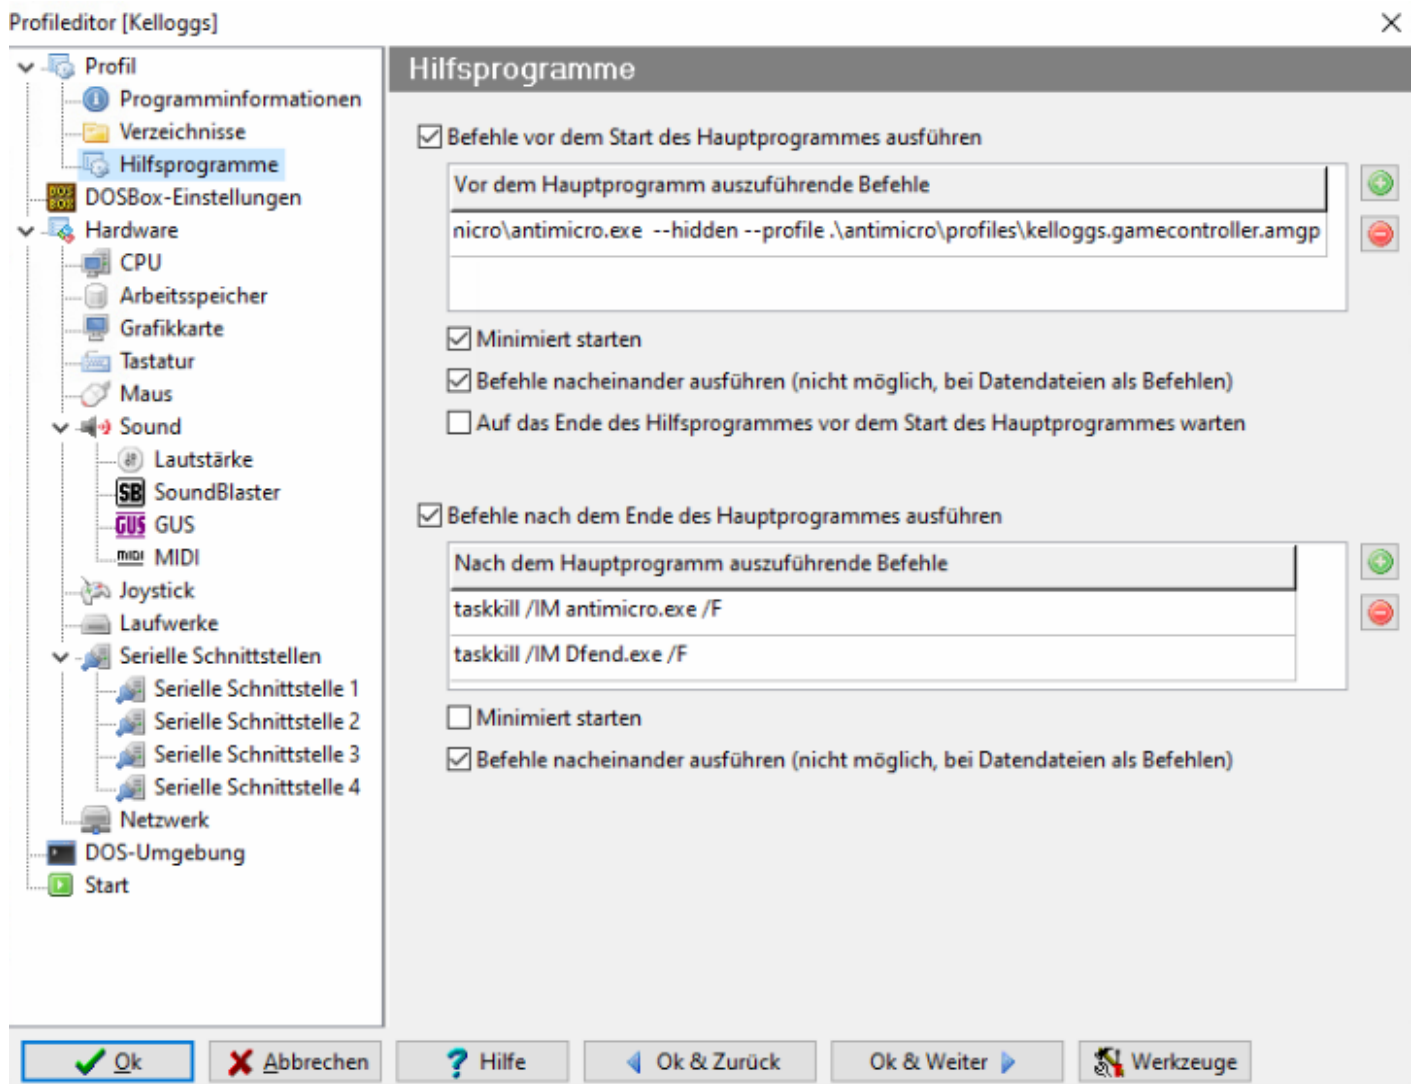 Profileditor [Kelloggs]
Profil
Programminformationen
Verzeichnisse
Hilfsprogramme
DOSBox-Einstellungen
Hardware
CPU
Arbeitsspeicher
Grafikkarte
Tastatur
Maus
Sound
Lautstärke
SB SoundBlaster
GUS GUS
MIDI MIDI
Joystick
Laufwerke
Serielle Schnittstellen
Serielle Schnittstelle 1
Serielle Schnittstelle 2
Serielle Schnittstelle 3
Serielle Schnittstelle 4
Netzwerk
DOS-Umgebung
Start
Hilfsprogramme
Befehle vor dem Start des Hauptprogrammes ausführen
Vor dem Hauptprogramm auszuführende Befehle
nicro\antimicro.exe --hidden --profile .\antimicro\profiles\kelloggs.gamecontroller.amgp
Minimiert starten
Befehle nacheinander ausführen (nicht möglich, bei Datendateien als Befehlen)
Auf das Ende des Hilfsprogrammes vor dem Start des Hauptprogrammes warten
Befehle nach dem Ende des Hauptprogrammes ausführen
Nach dem Hauptprogramm auszuführende Befehle
taskkill /IM antimicro.exe /F
taskkill /IM Dfend.exe /F
Minimiert starten
Befehle nacheinander ausführen (nicht möglich, bei Datendateien als Befehlen)
Ok
Abbrechen
Hilfe
Ok & Zurück
Ok & Weiter
Werkzeuge